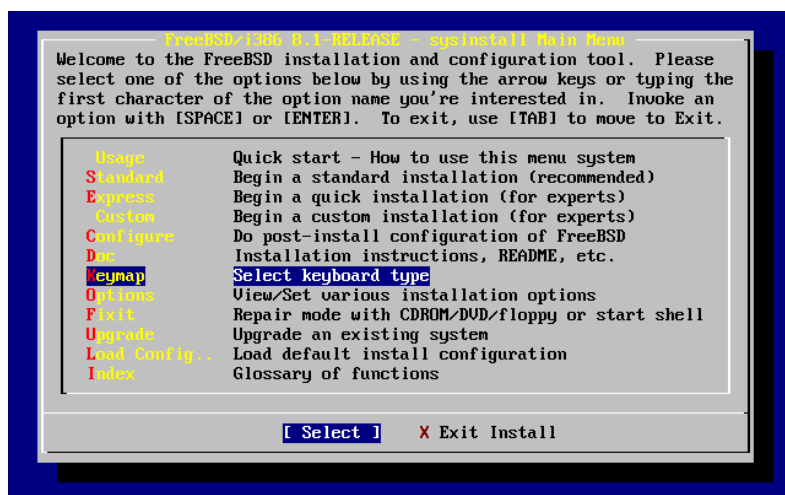 FreeBSD/i386 8.1-RELEASE - sysinstall Main Menu
Welcome to the FreeBSD installation and configuration tool.  Please
select one of the options below by using the arrow keys or typing the
first character of the option name you're interested in.  Invoke an
option with [SPACE] or [ENTER].  To exit, use [TAB] to move to Exit.
Usage Quick start - How to use this menu system
Standard Begin a standard installation (recommended)
Express Begin a quick installation (for experts)
Custom Begin a custom installation (for experts)
Configure Do post-install configuration of FreeBSD
Doc Installation instructions, README, etc.
Keymap Select keyboard type
Options View/Set various installation options
Fixit Repair mode with CDROM/DVD/floppy or start shell
Upgrade Upgrade an existing system
Load Config.. Load default install configuration
Index Glossary of functions
[ Select ] X Exit Install